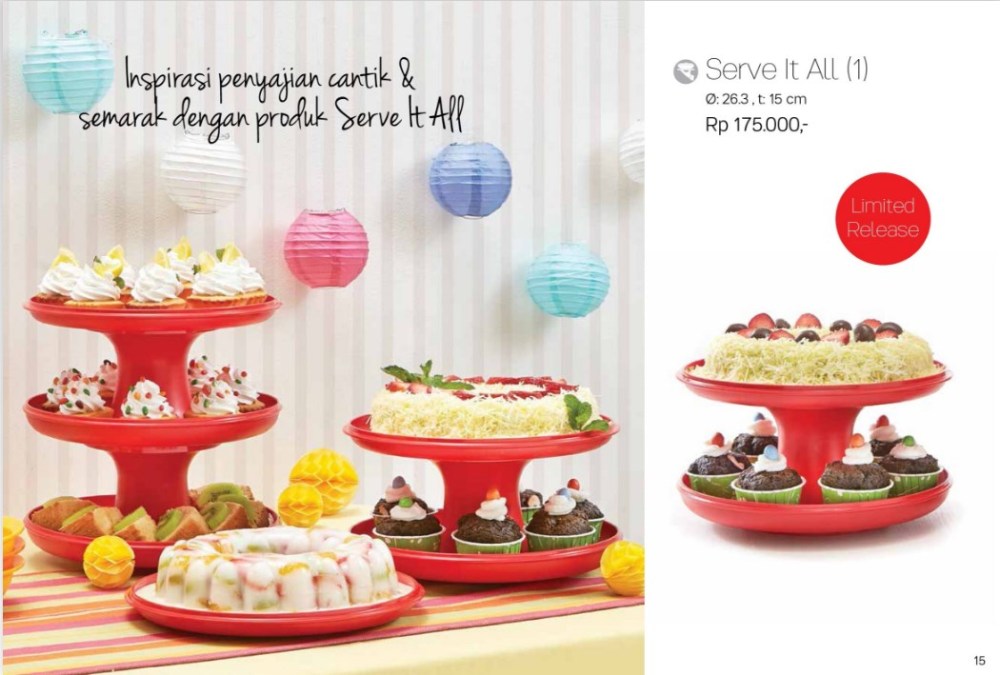 Inspirasi penyajian cantik &
semarak dengan produk Serve It All
Serve It All (1)
Ø: 26.3 , t: 15 cm
Rp 175.000,-
Limited
Release
15